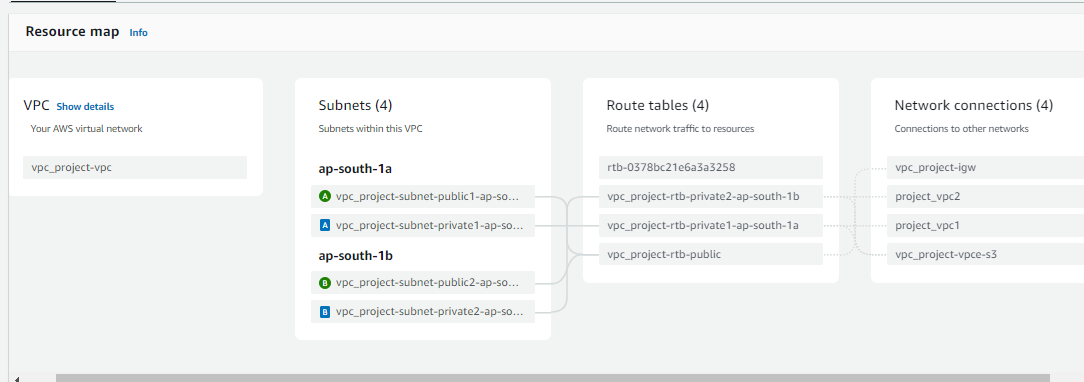 Resource map Info
VPC Show details
Your AWS virtual network
vpc_project-vpc
Subnets (4)
Subnets within this VPC
ap-south-1a
A vpc_project-subnet-public1-ap-so...
A vpc_project-subnet-private1-ap-so...
ap-south-1b
B vpc_project-subnet-public2-ap-so...
B vpc_project-subnet-private2-ap-so...
Route tables (4)
Route network traffic to resources
rtb-0378bc21e6a3a3258
vpc_project-rtb-private2-ap-south-1b
vpc_project-rtb-private1-ap-south-1a
vpc_project-rtb-public
Network connections (4)
Connections to other networks
vpc_project-igw
project_vpc2
project_vpc1
vpc_project-vpce-s3